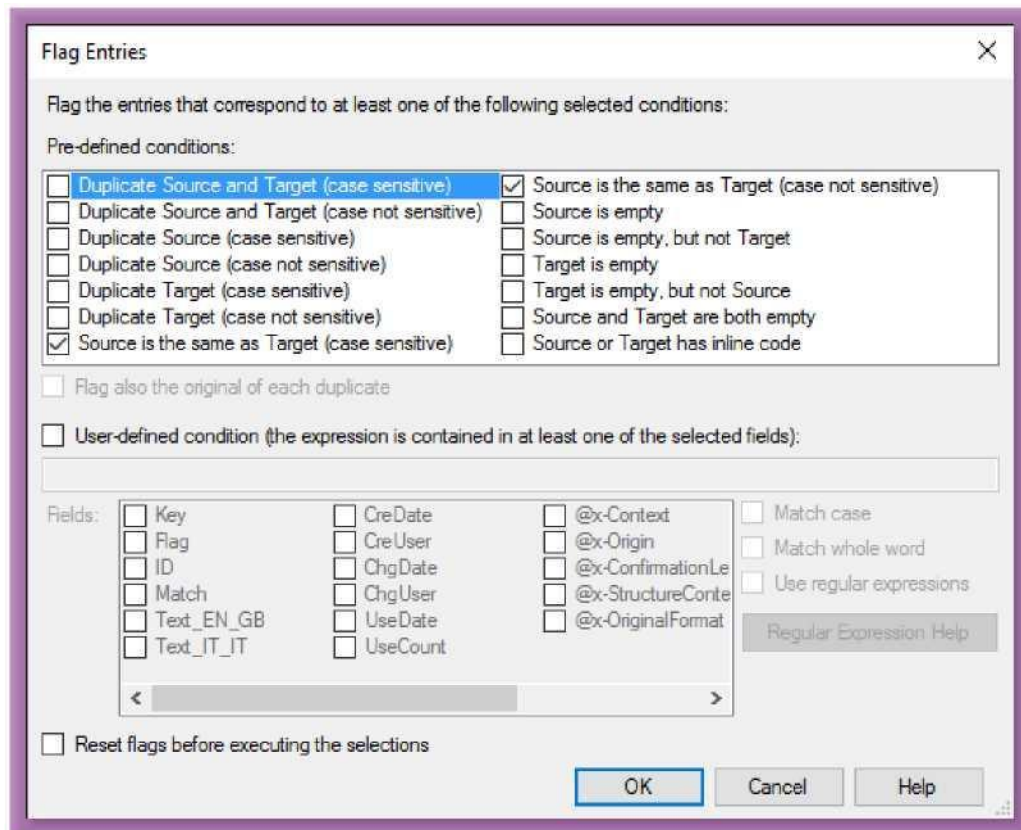 Flag Entries
Flag the entries that correspond to at least one of the following selected conditions:
Pre-defined conditions:
Duplicate Source and Target (case sensitive)
Duplicate Source and Target (case not sensitive)
Duplicate Source (case sensitive)
Duplicate Source (case not sensitive)
Duplicate Target (case sensitive)
Duplicate Target (case not sensitive)
Source is the same as Target (case sensitive)
Source is the same as Target (case not sensitive)
Source is empty
Source is empty, but not Target
Target is empty
Target is empty, but not Source
Source and Target are both empty
Source or Target has inline code
Flag also the original of each duplicate
User-defined condition (the expression is contained in at least one of the selected fields):
Fields:
Key
Flag
ID
Match
Text_EN_GB
Text_IT_IT
CreDate
CreUser
ChgDate
ChgUser
UseDate
UseCount
@x-Context
@x-Origin
@x-ConfirmationLe
@x-StructureConte
@x-OriginalFormat
Match case
Match whole word
Use regular expressions
Regular Expression Help
Reset flags before executing the selections
OK
Cancel
Help